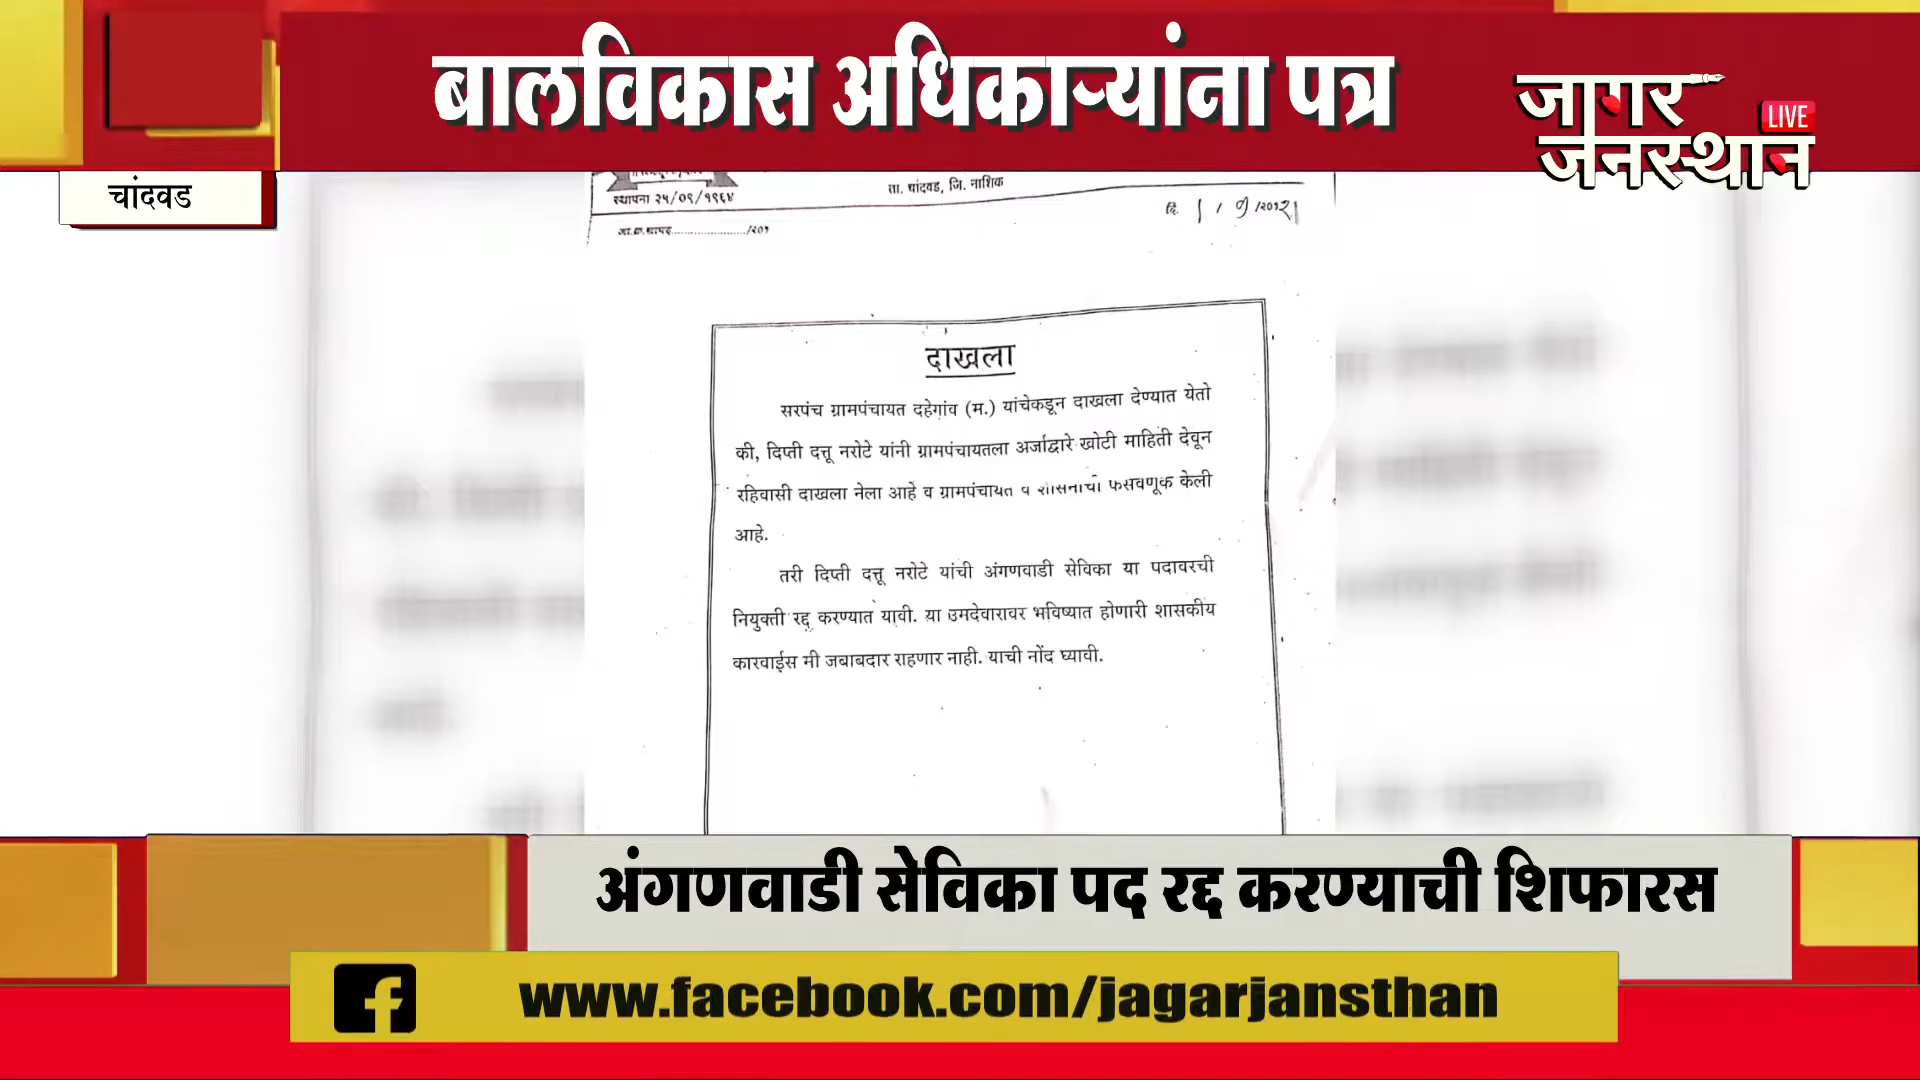 बालविकास अधिकाऱ्यांना पत्र
जागर
LIVE
जनस्थान
चांदवड
ता. चांदवड, जि. नाशिक
स्थापना २५/०९/१९६४
दि.
/२०१
दाखला
सरपंच ग्रामपंचायत दहेगांव (म.) यांचेकडून दाखला देण्यात येतो
की, दिप्ती दत्तू नरोटे यांनी ग्रामपंचायतला अर्जाद्वारे खोटी माहिती देवून
रहिवासी दाखला नेला आहे व ग्रामपंचायत व शासनाची फसवणूक केली
आहे.
तरी दिप्ती दत्तू नरोटे यांची अंगणवाडी सेविका या पदावरची
नियुक्ती रद्द करण्यात यावी. या उमदेवारावर भविष्यात होणारी शासकीय
कारवाईस मी जबाबदार राहणार नाही. याची नोंद घ्यावी.
अंगणवाडी सेविका पद रद्द करण्याची शिफारस
www.facebook.com/jagarjansthan